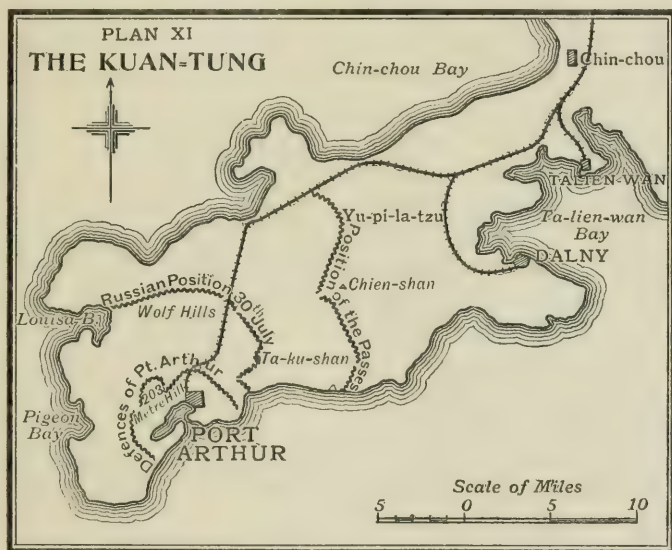 PLAN XI
THE KUAN=TUNG
Chin-chou Bay
Chin-chou
TALIEN-WAN
Ta-lien-wan
Bay
DALNY
Yu-pi-la-tzu
Position of the Passes
Chien-shan
Russian Position 30th July
Wolf Hills
Louisa B.
Ta-ku-shan
Defences of Pt. Arthur
203
Metre Hill
Pigeon
Bay
PORT
ARTHUR
Scale of Miles
5 0 5 10